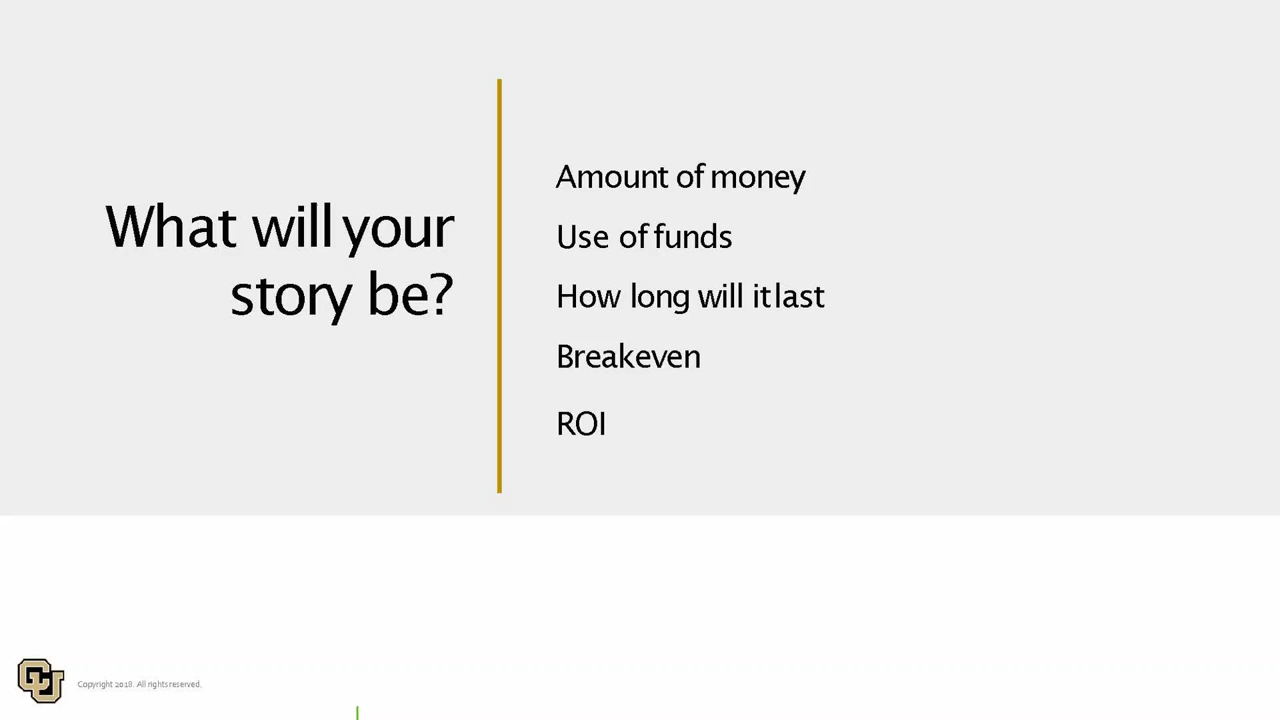 What will your
story be?
Amount of money
Use of funds
How long will it last
Breakeven
ROI
CU
Copyright 2018. All rights reserved.